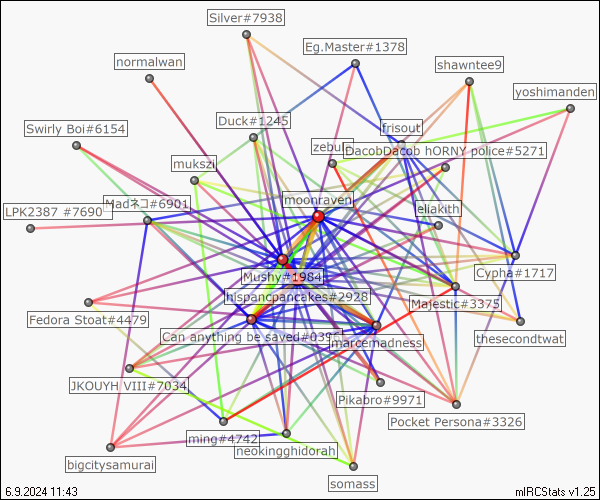 Silver#7938
Eg.Master#1378
normalwan
shawntee9
yoshimanden
Swirly Boi#6154
Duck#1245
frisout
DacobDacob hORNY police#5271
mukszi
moonraven
LPK2387 #7690
Madネコ#6901
eliakith
Mushy#1984
Cypha#1717
hispancpancakes#2928
Majestic#3375
Fedora Stoat#4479
Can anything be saved#039
marcemadness
thesecondtwat
JKOUYH VIII#7034
Pikabro#9971
Pocket Persona#3326
ming#4742
neokingghidorah
bigcitysamurai
somass
6.9.2024 11:43
mIRCStats v1.25